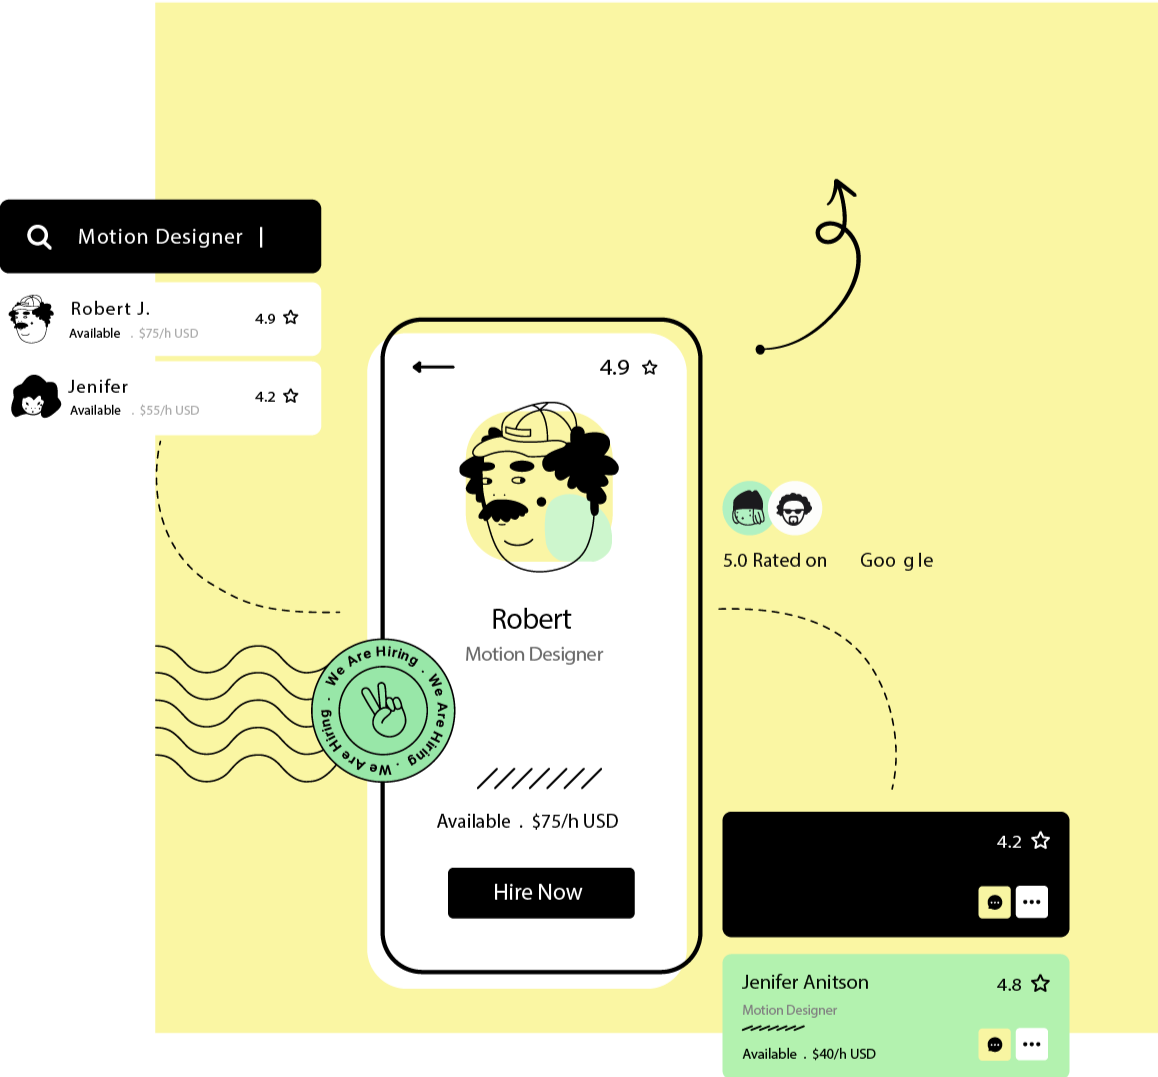 Motion Designer |
Robert J.
4.9
Available . $75/h USD
Jenifer
4.2
Available . $55/h USD
4.9
Robert
Motion Designer
We Are Hiring . We Are Hiring . We Are Hiring .
Available . $75/h USD
Hire Now
5.0 Rated on Goo g le
4.2
Jenifer Anitson
4.8
Motion Designer
Available . $40/h USD